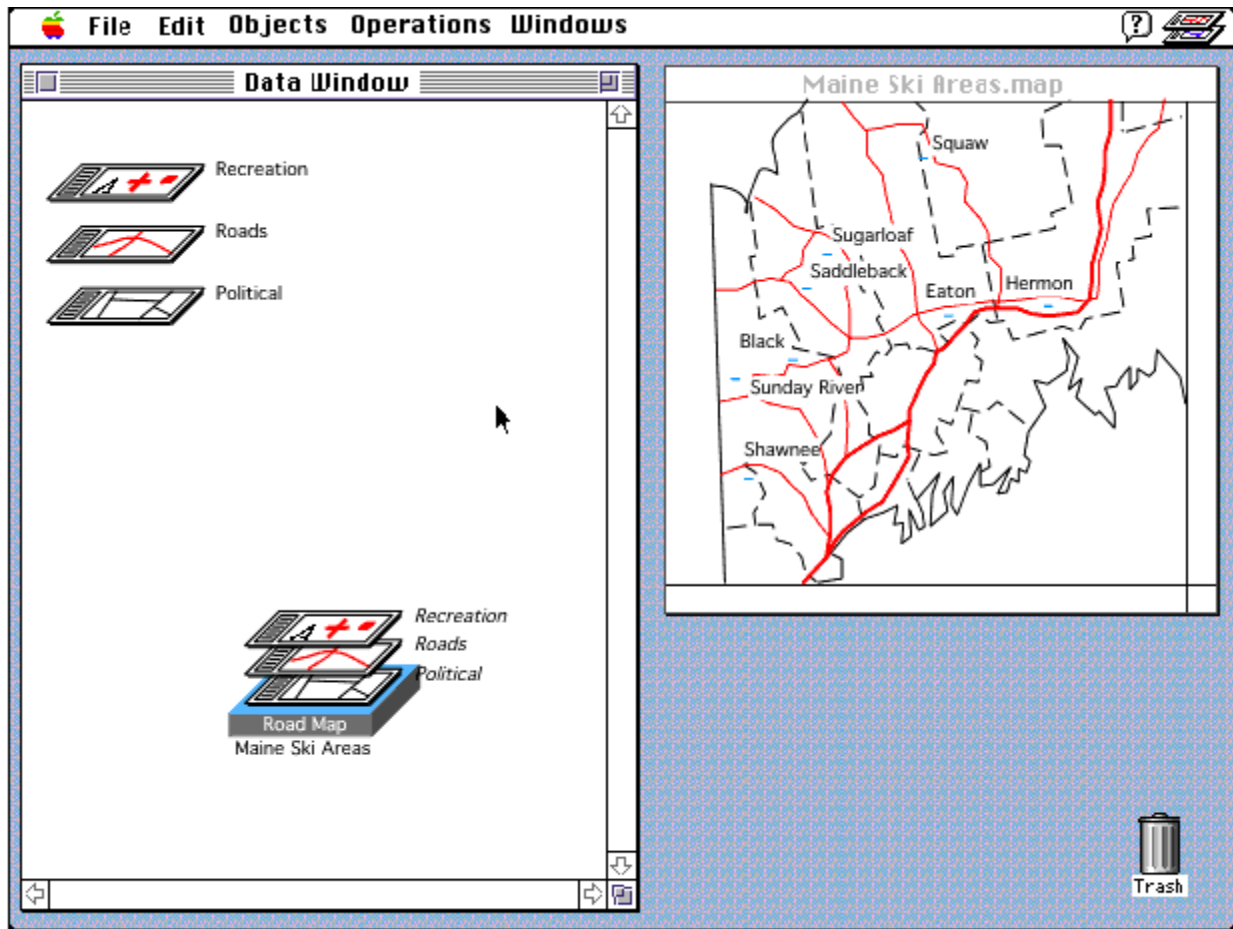 File Edit Objects Operations Windows
Data Window
Recreation
Roads
Political
Recreation
Roads
Political
Road Map
Maine Ski Areas
Maine Ski Areas.map
Squaw
Sugarloaf
Saddleback
Hermon
Eaton
Black
Sunday River
Shawnee
Trash